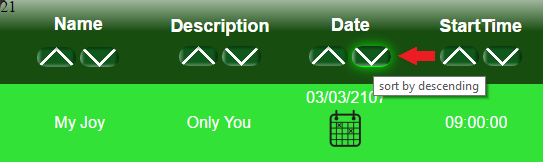 21
Name Description Date StartTime
sort by descending
03/03/2107
My Joy Only You 09:00:00